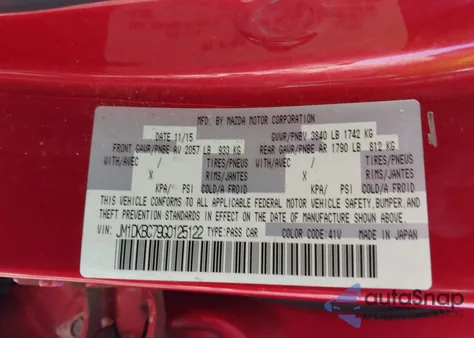 MFD. BY MAZDA MOTOR CORPORATION
DATE 11/15 GVWR/PNBV 3840 LB 1742 KG
FRONT GAWR/PNBE AV 2057 LB 933 KG REAR GAWR/PNBE AR 1790 LB 812 KG
WITH/AVEC / TIRES/PNEUS WITH/AVEC / TIRES/PNEUS
X RIMS/JANTES X RIMS/JANTES
KPA/ PSI COLD/A FROID KPA/ PSI COLD/A FROID
THIS VEHICLE CONFORMS TO ALL APPLICABLE FEDERAL MOTOR VEHICLE SAFETY, BUMPER, AND
THEFT PREVENTION STANDARDS IN EFFECT ON THE DATE OF MANUFACTURE SHOWN ABOVE.
VIN: JM1DKBC79G0125122 TYPE: PASS CAR COLOR CODE: 41V MADE IN JAPAN
autoSnap